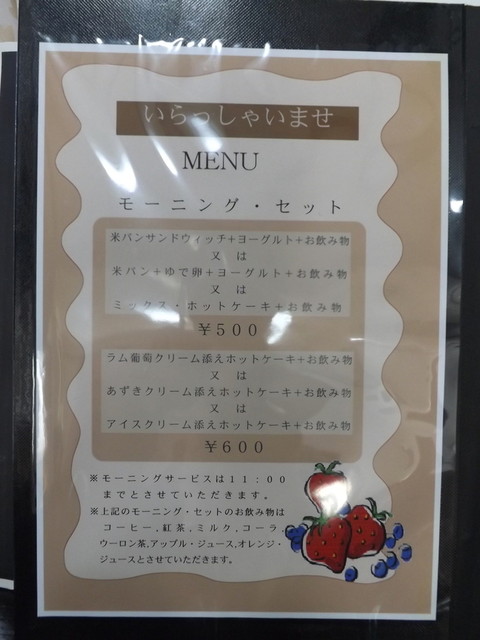 いらっしゃいませ
MENU
モーニング・セット
米パンサンドウィッチ+ヨーグルト+お飲み物
又 は
米パン+ゆで卵+ヨーグルト+お飲み物
又 は
ミックス・ホットケーキ+お飲み物
¥500
ラム葡萄クリーム添えホットケーキ+お飲み物
又 は
あずきクリーム添えホットケーキ+お飲み物
又 は
アイスクリーム添えホットケーキ+お飲み物
¥600
※モーニングサービスは11:00
までとさせていただきます。
※上記のモーニング・セットのお飲み物は
コーヒー,紅茶,ミルク,コーラ,
ウーロン茶,アップル・ジュース,オレンジ・
ジュースとさせていただきます。